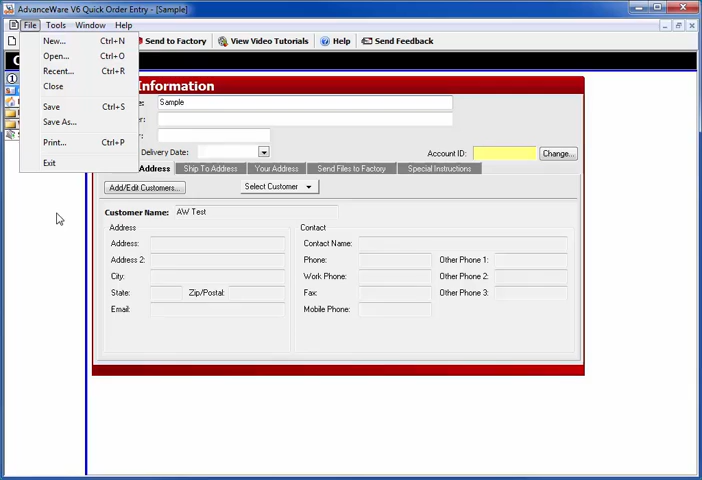 AdvanceWare V6 Quick Order Entry - [Sample]
File Tools Window Help
Send to Factory View Video Tutorials Help Send Feedback
New... Ctrl+N
Open... Ctrl+O
Recent... Ctrl+R
Close
Save Ctrl+S
Save As...
Print... Ctrl+P
Exit
Information
Sample
Delivery Date:
Account ID: Change...
Address Ship To Address Your Address Send Files to Factory Special Instructions
Add/Edit Customers... Select Customer
Customer Name: AW Test
Address Contact
Address: Contact Name:
Address 2: Phone: Other Phone 1:
City: Work Phone: Other Phone 2:
State: Zip/Postal: Fax: Other Phone 3:
Email: Mobile Phone: